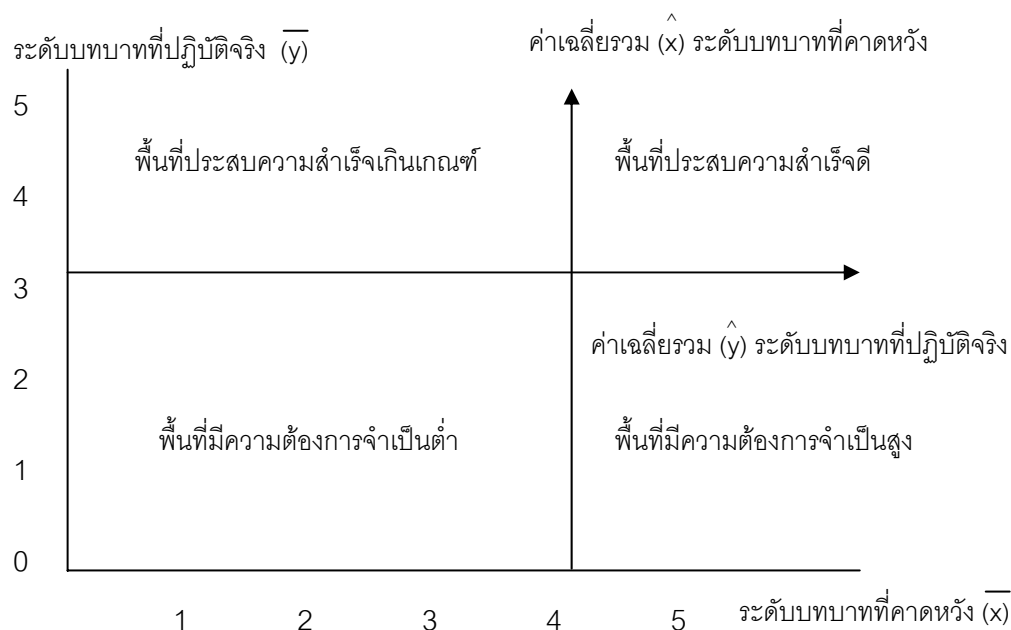 ระดับบทบาทที่ปฏิบัติจริง (y̅)
ค่าเฉลี่ยรวม (x̂) ระดับบทบาทที่คาดหวัง
5
พื้นที่ประสบความสำเร็จเกินเกณฑ์
พื้นที่ประสบความสำเร็จดี
4
3
ค่าเฉลี่ยรวม (ŷ) ระดับบทบาทที่ปฏิบัติจริง
2
พื้นที่มีความต้องการจำเป็นต่ำ
พื้นที่มีความต้องการจำเป็นสูง
1
0
1 2 3 4 5 ระดับบทบาทที่คาดหวัง (x̅)